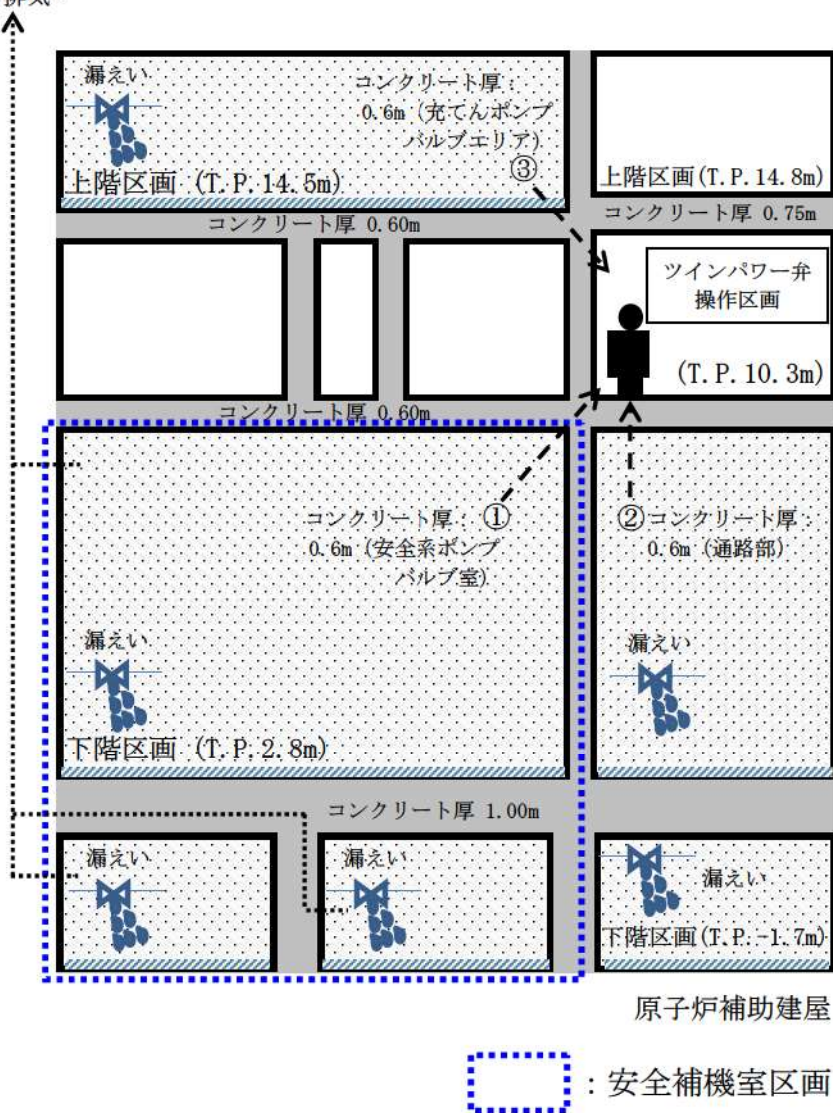 排気
漏えい
コンクリート厚：
0.6m（充てんポンプ
バルブエリア）
③
上階区画（T.P.14.5m）
上階区画(T.P.14.8m)
コンクリート厚 0.60m
コンクリート厚 0.75m
ツインパワー弁
操作区画
（T.P.10.3m）
コンクリート厚 0.60m
コンクリート厚：①
0.6m（安全系ポンプ
バルブ室）
②コンクリート厚：
0.6m（通路部）
漏えい
漏えい
下階区画（T.P.2.8m）
コンクリート厚 1.00m
漏えい
漏えい
漏えい
下階区画(T.P.-1.7m)
原子炉補助建屋
：安全補機室区画